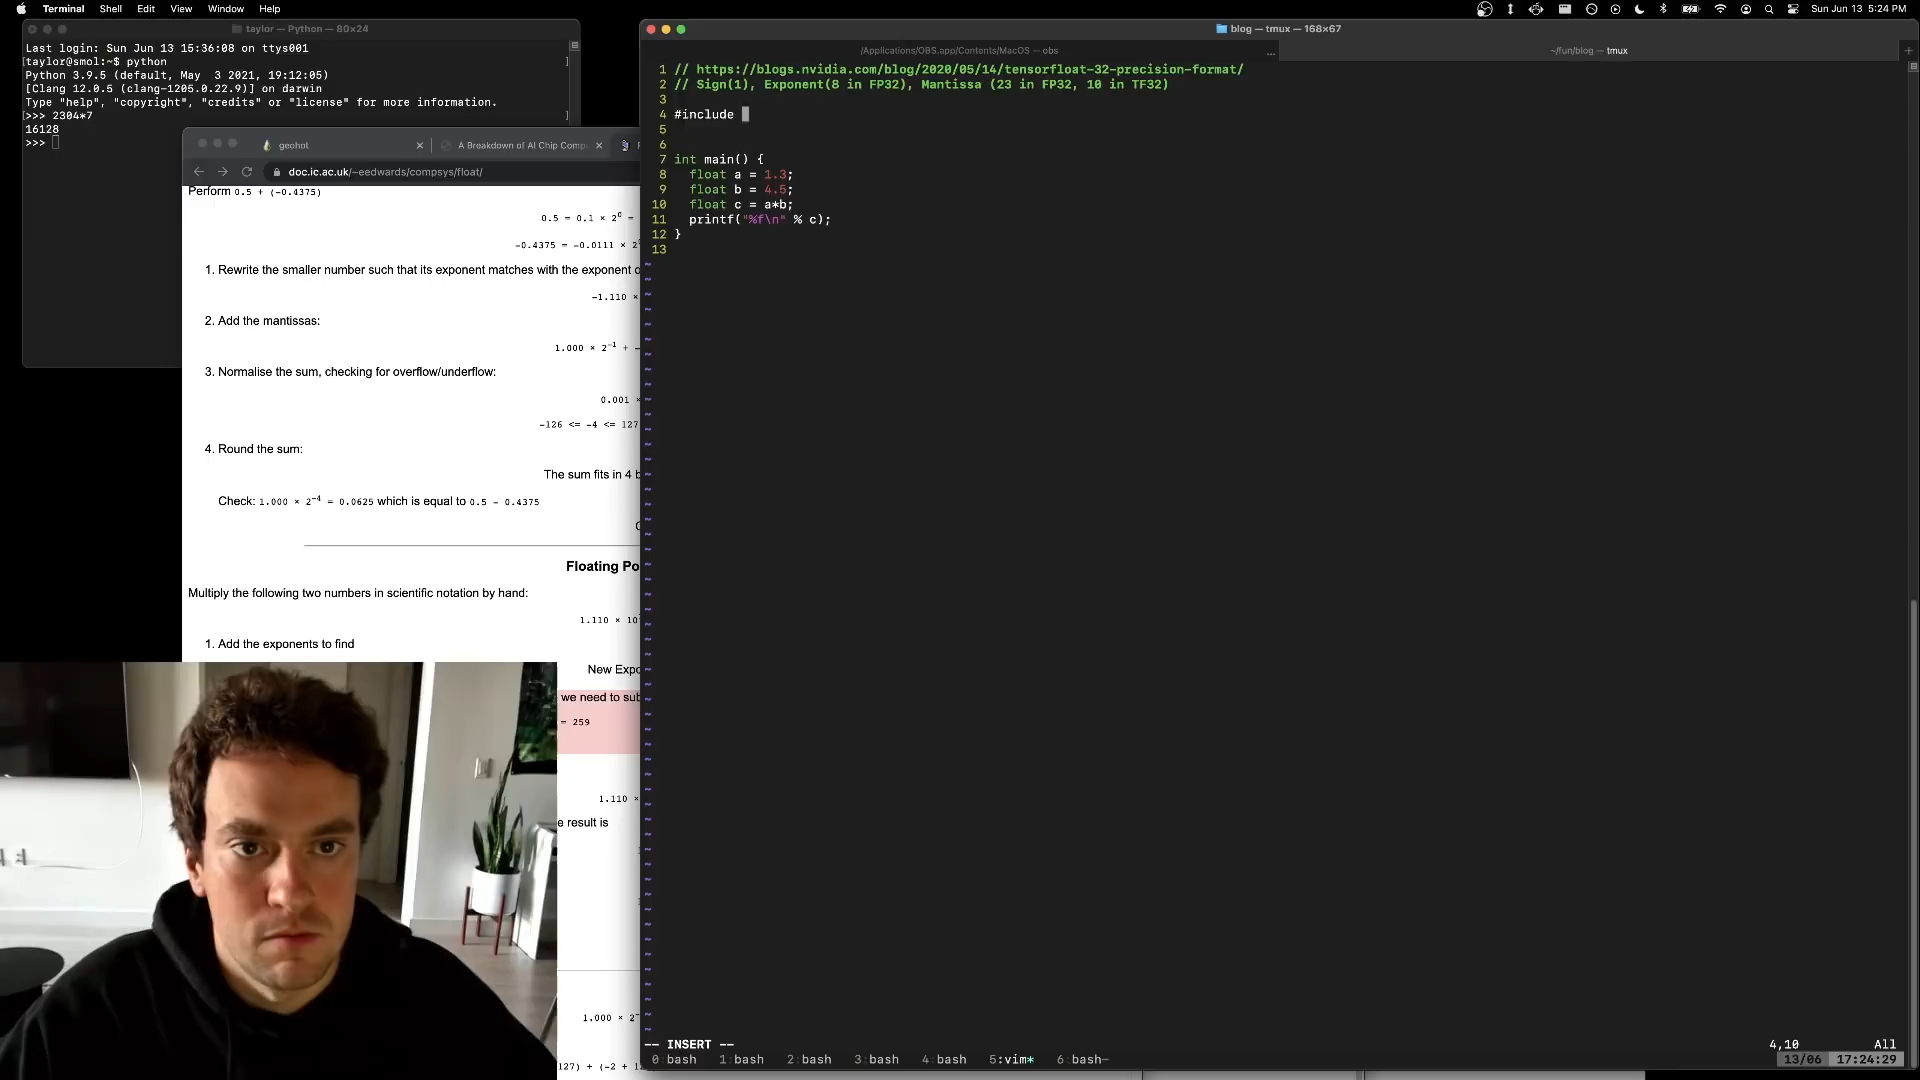 Terminal Shell Edit View Window Help
Sun Jun 13 5:24 PM
taylor — Python — 80×24
Last login: Sun Jun 13 15:36:08 on ttys001
[taylor@smol:~$ python ]
Python 3.9.5 (default, May 3 2021, 19:12:05)
[Clang 12.0.5 (clang-1205.0.22.9)] on darwin
Type "help", "copyright", "credits" or "license" for more information.
[>>> 2304*7 ]
16128
>>>
geohot
A Breakdown of AI Chip Comp
doc.ic.ac.uk/~eedwards/compsys/float/
Perform 0.5 + (-0.4375)
0.5 = 0.1 × 2⁰ =
-0.4375 = -0.0111 × 2
1. Rewrite the smaller number such that its exponent matches with the exponent o
-1.110 ×
2. Add the mantissas:
1.000 × 2⁻¹ + -
3. Normalise the sum, checking for overflow/underflow:
0.001 ×
-126 <= -4 <= 127
4. Round the sum:
The sum fits in 4 b
Check: 1.000 × 2⁻⁴ = 0.0625 which is equal to 0.5 - 0.4375
Floating Po
Multiply the following two numbers in scientific notation by hand:
1.110 × 10
1. Add the exponents to find
New Expo
we need to sub
= 259
1.110 ×
e result is
1.000 × 2⁻
127) + (-2 + 12
blog — tmux — 168×67
/Applications/OBS.app/Contents/MacOS — obs ...
~/fun/blog — tmux
1 // https://blogs.nvidia.com/blog/2020/05/14/tensorfloat-32-precision-format/
2 // Sign(1), Exponent(8 in FP32), Mantissa (23 in FP32, 10 in TF32)
3
4 #include
5
6
7 int main() {
8 float a = 1.3;
9 float b = 4.5;
10 float c = a*b;
11 printf("%f\n" % c);
12 }
13
-- INSERT --
4,10 All
0:bash 1:bash 2:bash 3:bash 4:bash 5:vim* 6:bash-
13/06 17:24:29